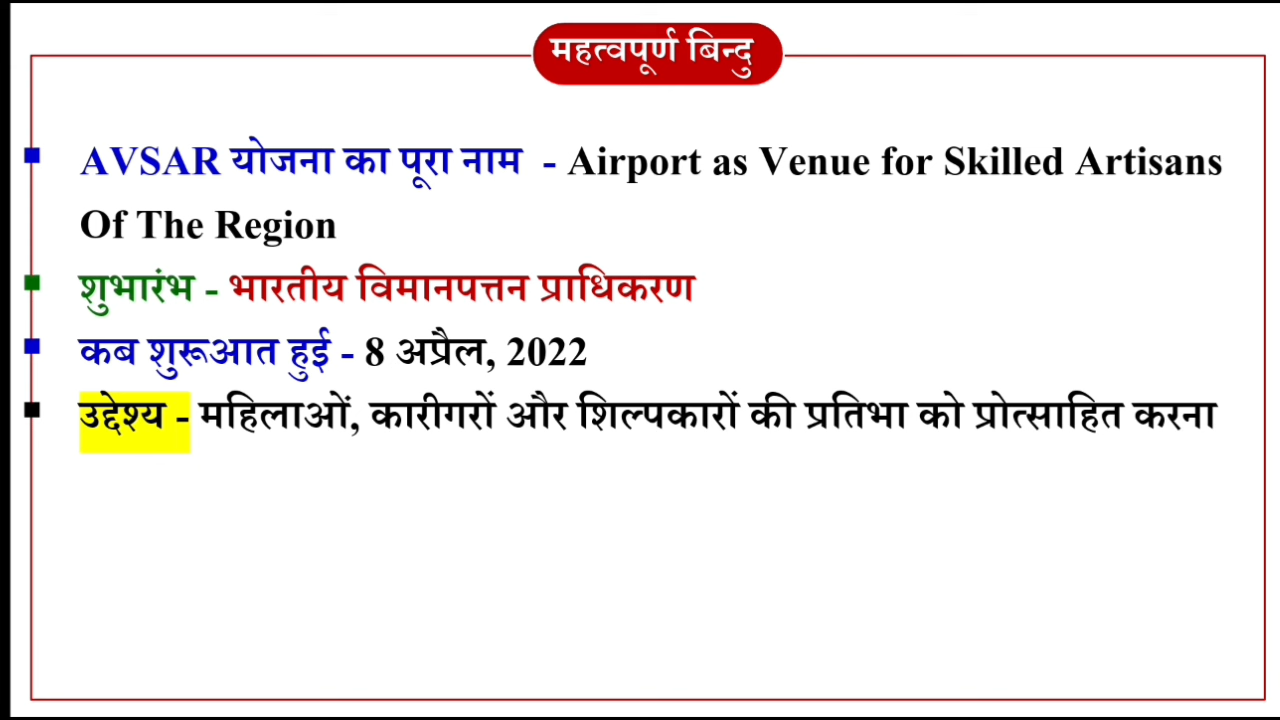 महत्वपूर्ण बिन्दु
AVSAR योजना का पूरा नाम - Airport as Venue for Skilled Artisans
Of The Region
शुभारंभ - भारतीय विमानपत्तन प्राधिकरण
कब शुरूआत हुई - 8 अप्रैल, 2022
उद्देश्य - महिलाओं, कारीगरों और शिल्पकारों की प्रतिभा को प्रोत्साहित करना